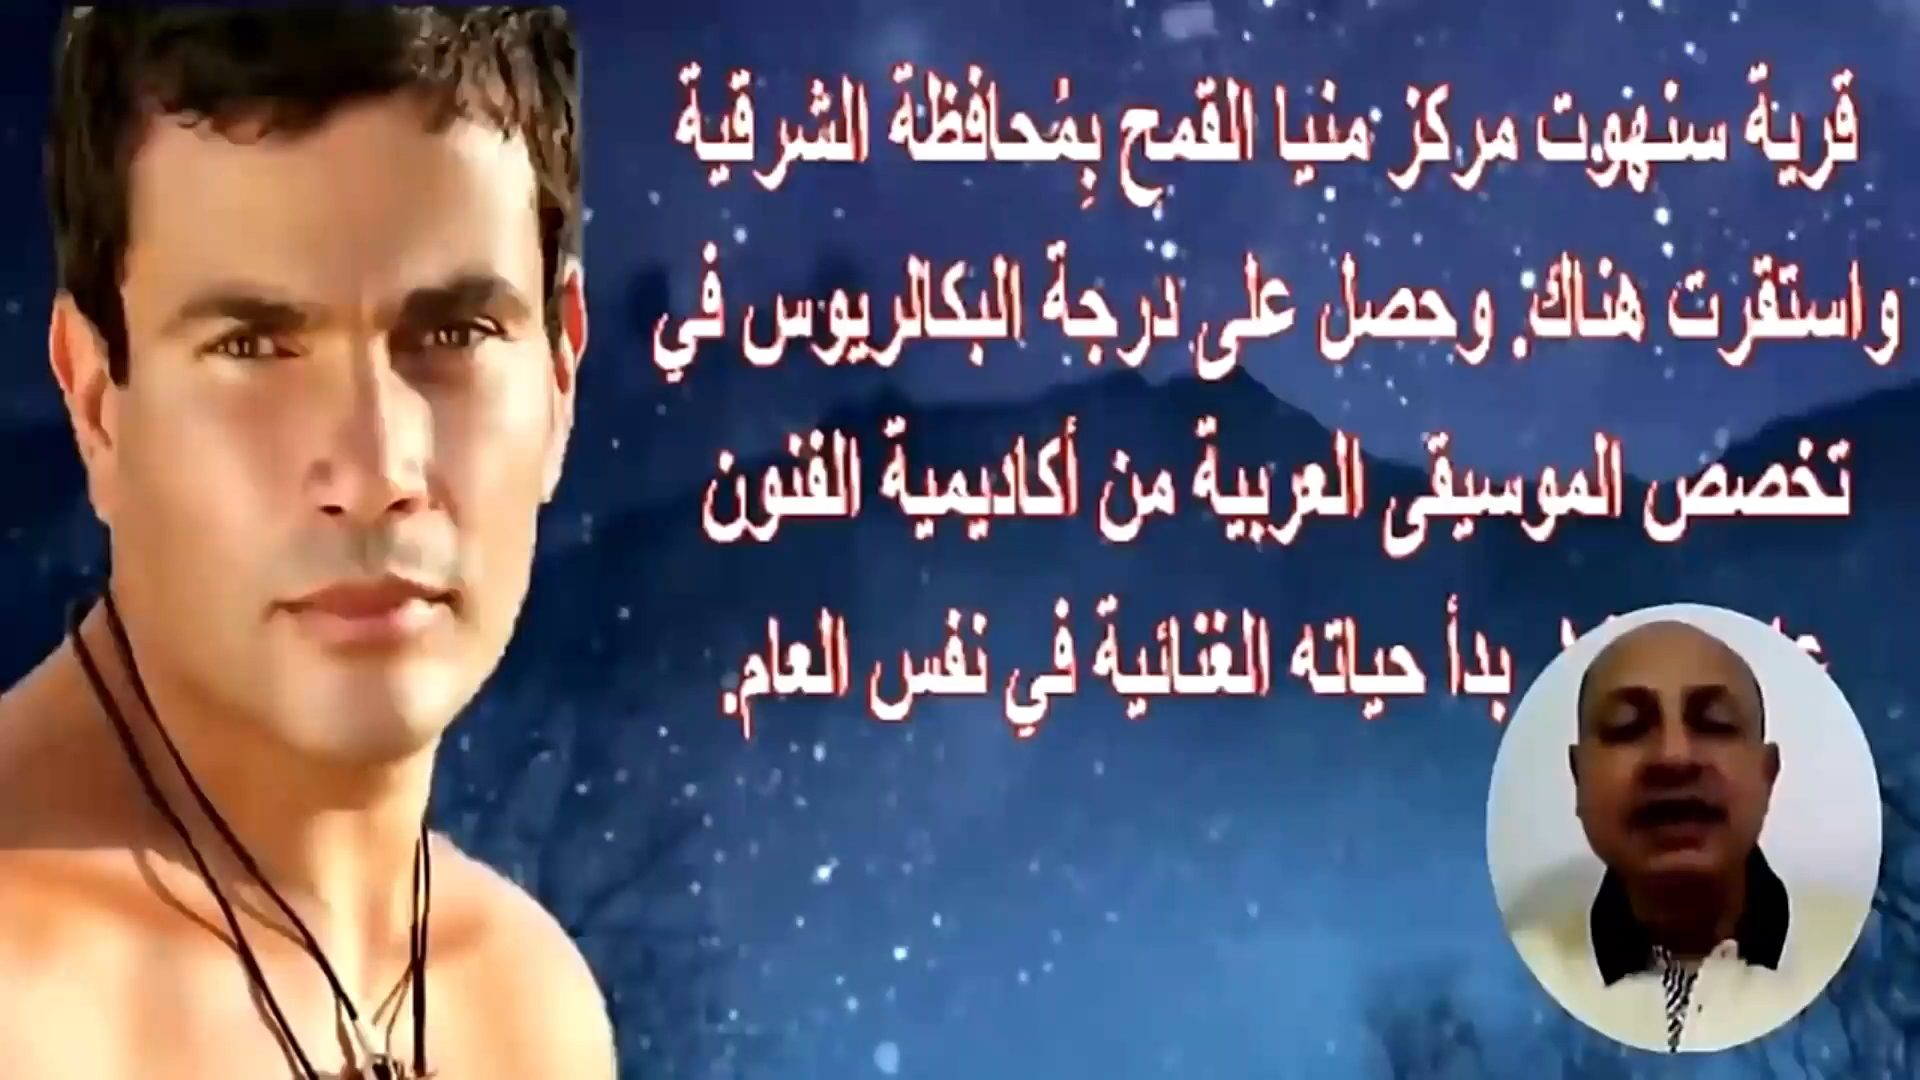 قرية سنهوت مركز منيا القمح بِمُحافظة الشرقية
واستقرت هناك. وحصل على درجة البكالريوس في
تخصص الموسيقى العربية من أكاديمية الفنون
بدأ حياته الغنائية في نفس العام.